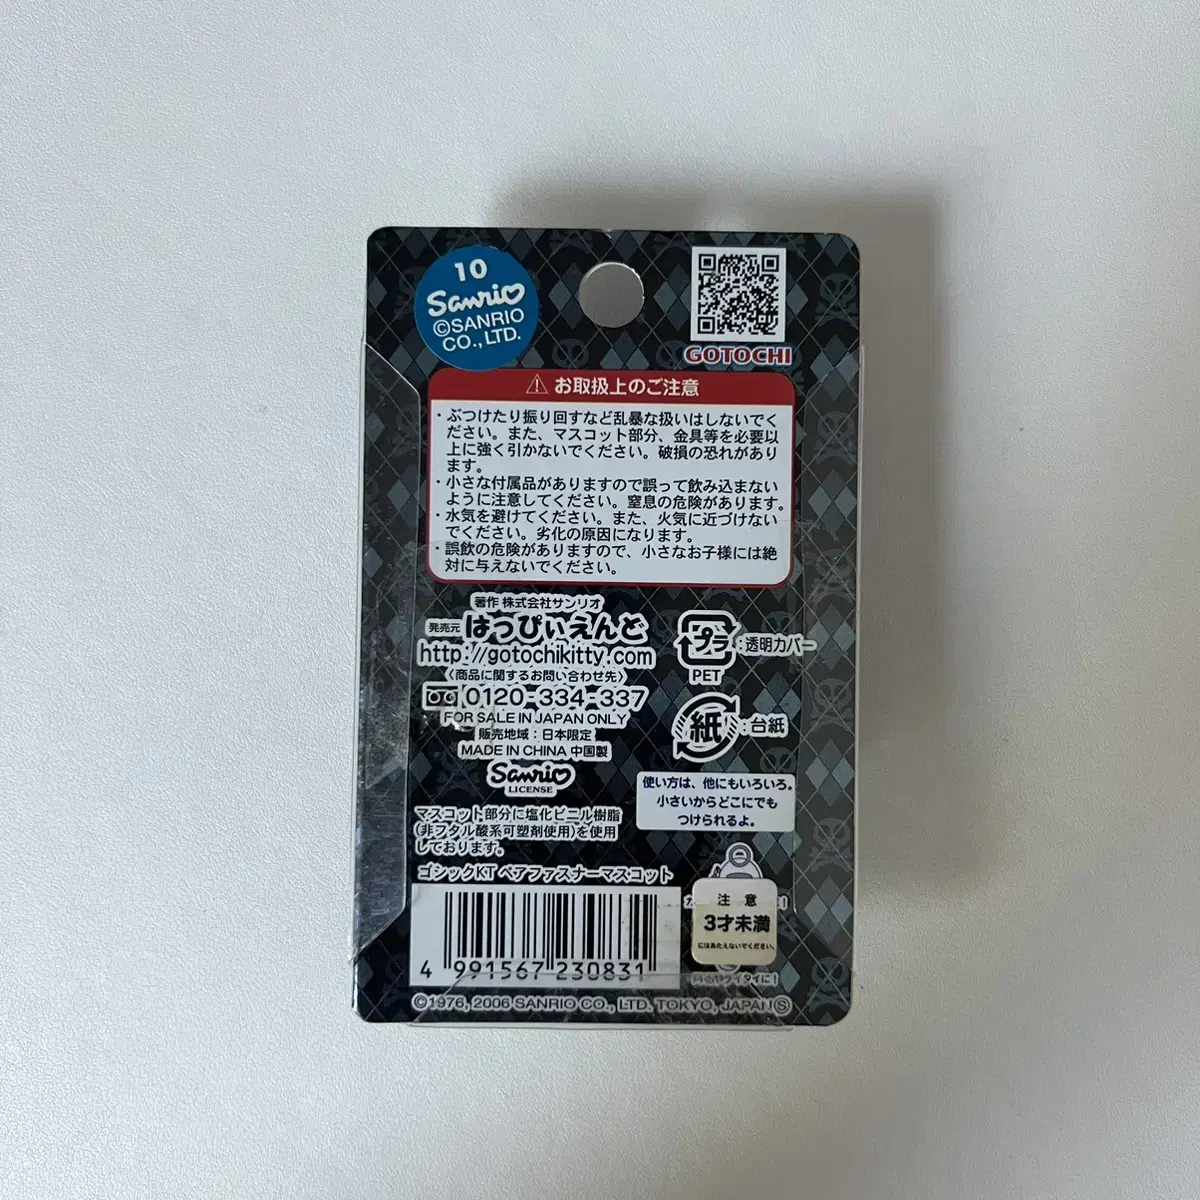 10
Sanrio
©SANRIO
CO.,LTD.
GOTOCHI
お取扱上のご注意
・ぶつけたり振り回すなど乱暴な扱いはしないでく
ださい。また、マスコット部分、金具等を必要以
上に強く引かないでください。破損の恐れがあり
ます。
・小さな付属品がありますので誤って飲み込まない
ように注意してください。窒息の危険があります。
・水気を避けてください。また、火気に近づけない
でください。劣化の原因になります。
・誤飲の危険がありますので、小さなお子様には絶
対に与えないでください。
著作 株式会社サンリオ
発売元 はっぴぃえんど
http://gotochikitty.com
〈商品に関するお問い合わせ先〉
0120-334-337
FOR SALE IN JAPAN ONLY
販売地域：日本限定
MADE IN CHINA 中国製
Sanrio
LICENSE
プラ：透明カバー
PET
紙：台紙
使い方は、他にもいろいろ。
小さいからどこにでも
つけられるよ。
マスコット部分に塩化ビニル樹脂
(非フタル酸系可塑剤使用)を使用
しております。
ゴシックKT ペアファスナーマスコット
注 意
3才未満
にはあたえないでください。
4 991567 230831
©1976, 2006 SANRIO CO., LTD. TOKYO, JAPAN Ⓢ